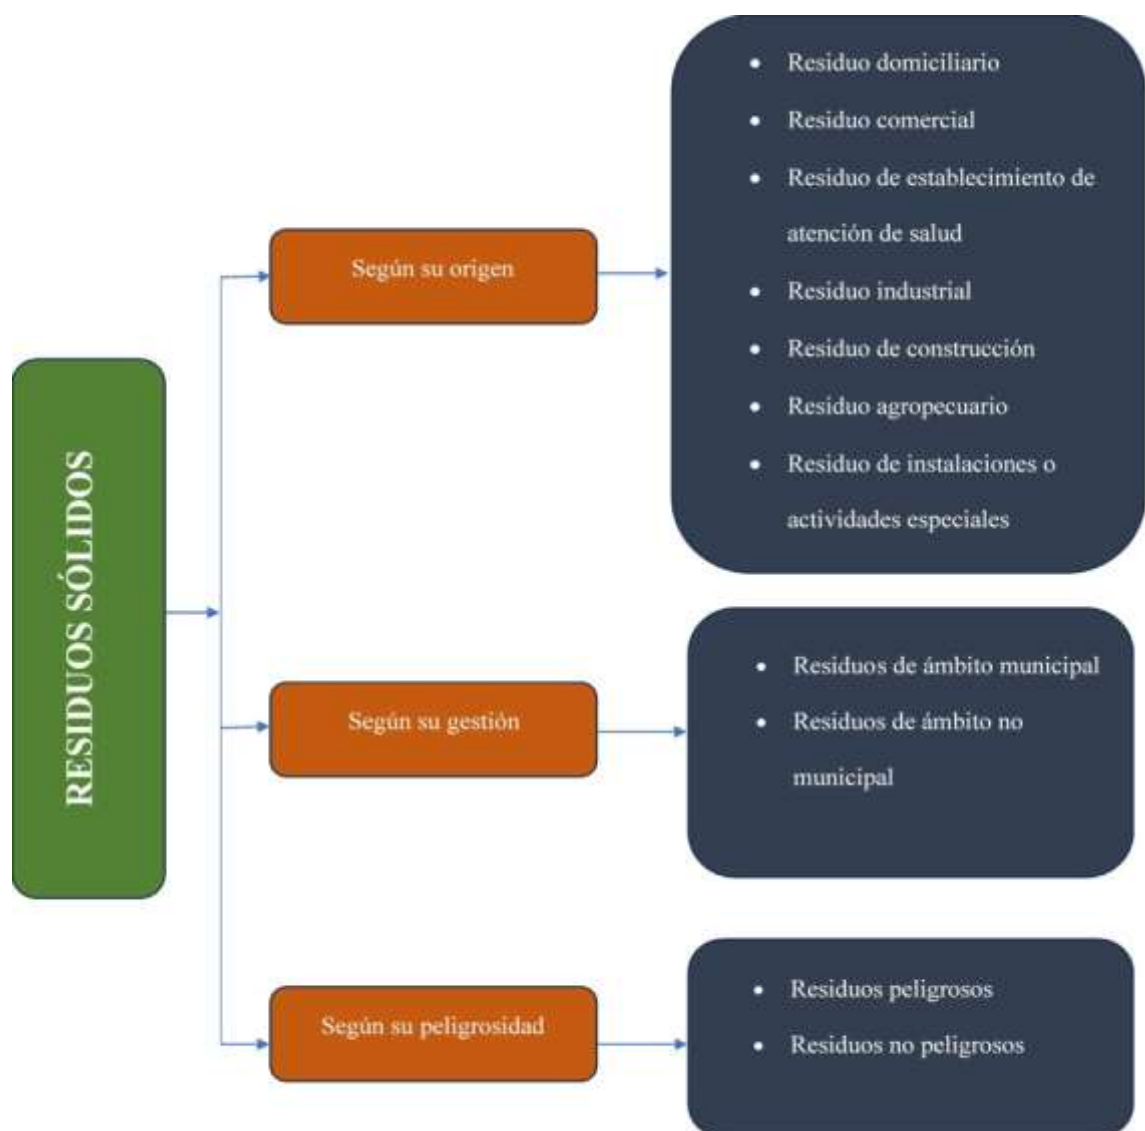 RESIDUOS SÓLIDOS
Según su origen
• Residuo domiciliario
• Residuo comercial
• Residuo de establecimiento de
atención de salud
• Residuo industrial
• Residuo de construcción
• Residuo agropecuario
• Residuo de instalaciones o
actividades especiales
Según su gestión
• Residuos de ámbito municipal
• Residuos de ámbito no
municipal
Según su peligrosidad
• Residuos peligrosos
• Residuos no peligrosos